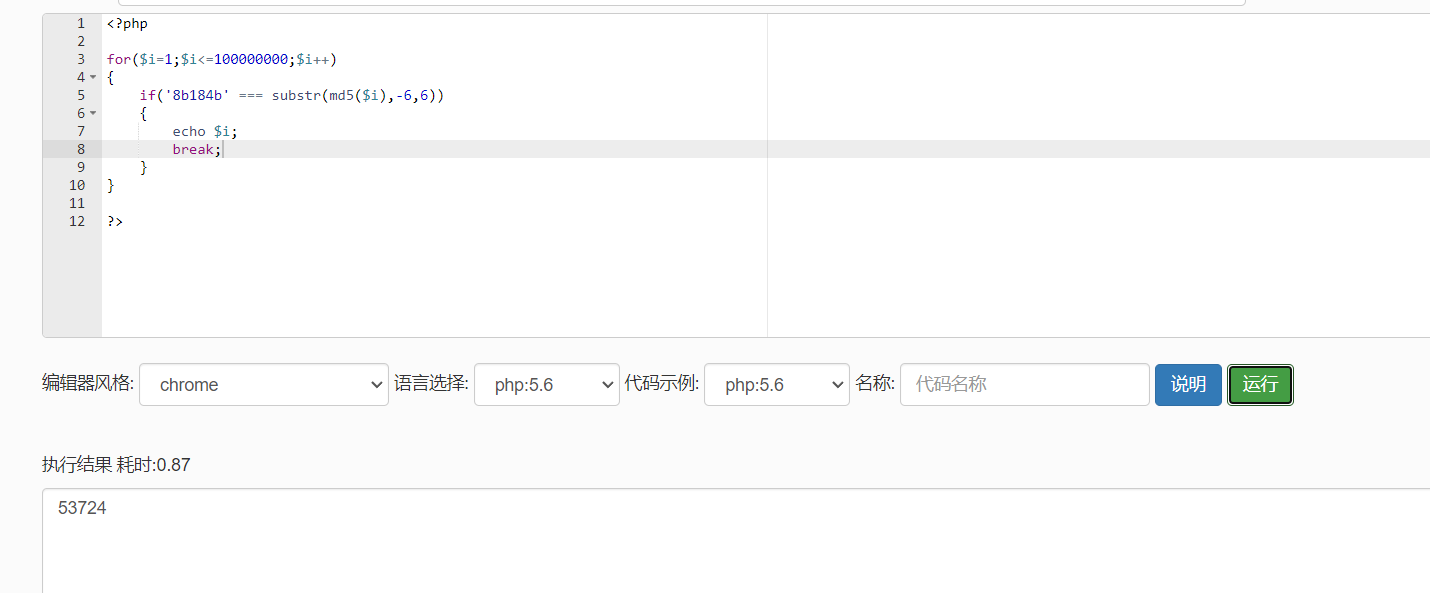 1 <?php
2
3 for($i=1;$i<=100000000;$i++)
4 {
5 if('8b184b' === substr(md5($i),-6,6))
6 {
7 echo $i;
8 break;
9 }
10 }
11
12 ?>
编辑器风格: chrome 语言选择: php:5.6 代码示例: php:5.6 名称: 代码名称 说明 运行
执行结果 耗时:0.87
53724